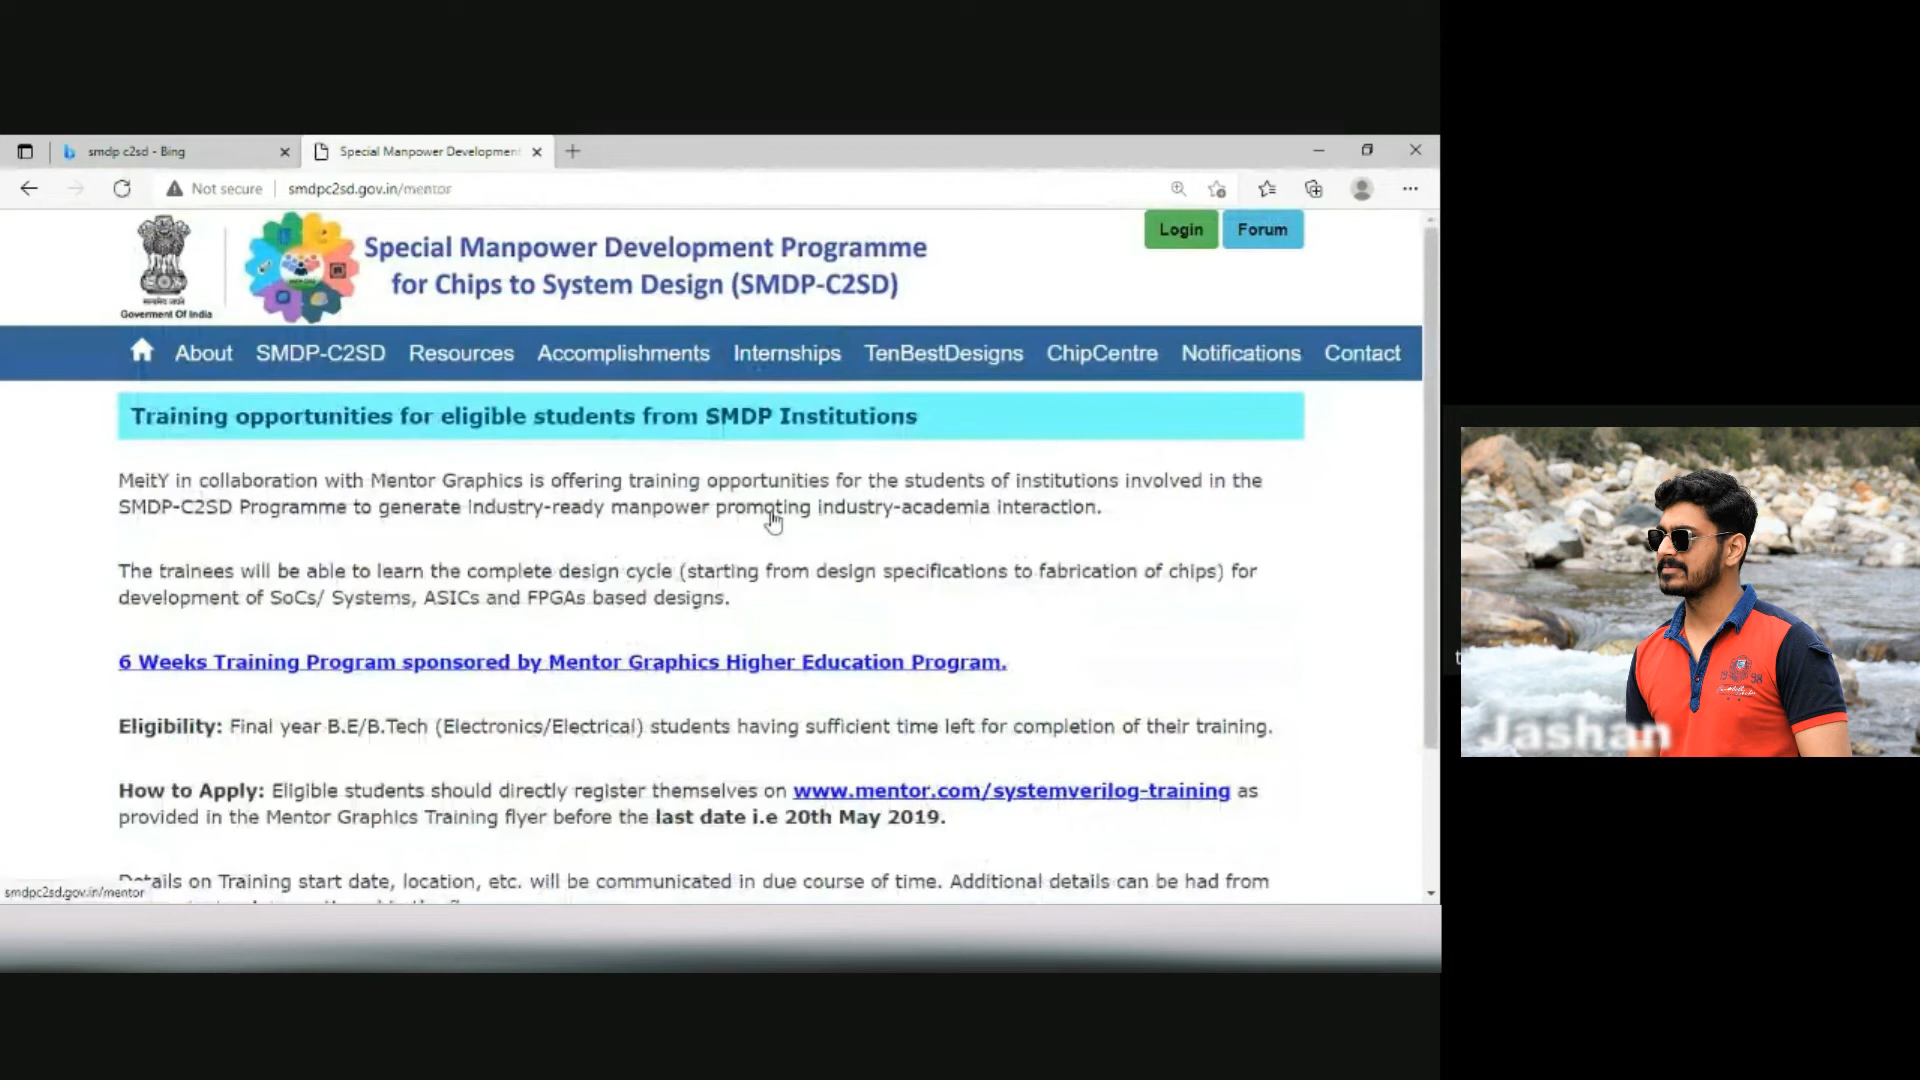 smdp c2sd - Bing
Special Manpower Development
Not secure
smdpc2sd.gov.in/mentor
Login
Forum
Special Manpower Development Programme
for Chips to System Design (SMDP-C2SD)
सत्यमेव जयते
Goverment Of India
About SMDP-C2SD Resources Accomplishments Internships TenBestDesigns ChipCentre Notifications Contact
Training opportunities for eligible students from SMDP Institutions
MeitY in collaboration with Mentor Graphics is offering training opportunities for the students of institutions involved in the
SMDP-C2SD Programme to generate industry-ready manpower promoting industry-academia interaction.
The trainees will be able to learn the complete design cycle (starting from design specifications to fabrication of chips) for
development of SoCs/ Systems, ASICs and FPGAs based designs.
6 Weeks Training Program sponsored by Mentor Graphics Higher Education Program.
Eligibility: Final year B.E/B.Tech (Electronics/Electrical) students having sufficient time left for completion of their training.
How to Apply: Eligible students should directly register themselves on www.mentor.com/systemverilog-training as
provided in the Mentor Graphics Training flyer before the last date i.e 20th May 2019.
Details on Training start date, location, etc. will be communicated in due course of time. Additional details can be had from
smdpc2sd.gov.in/mentor
Jashan